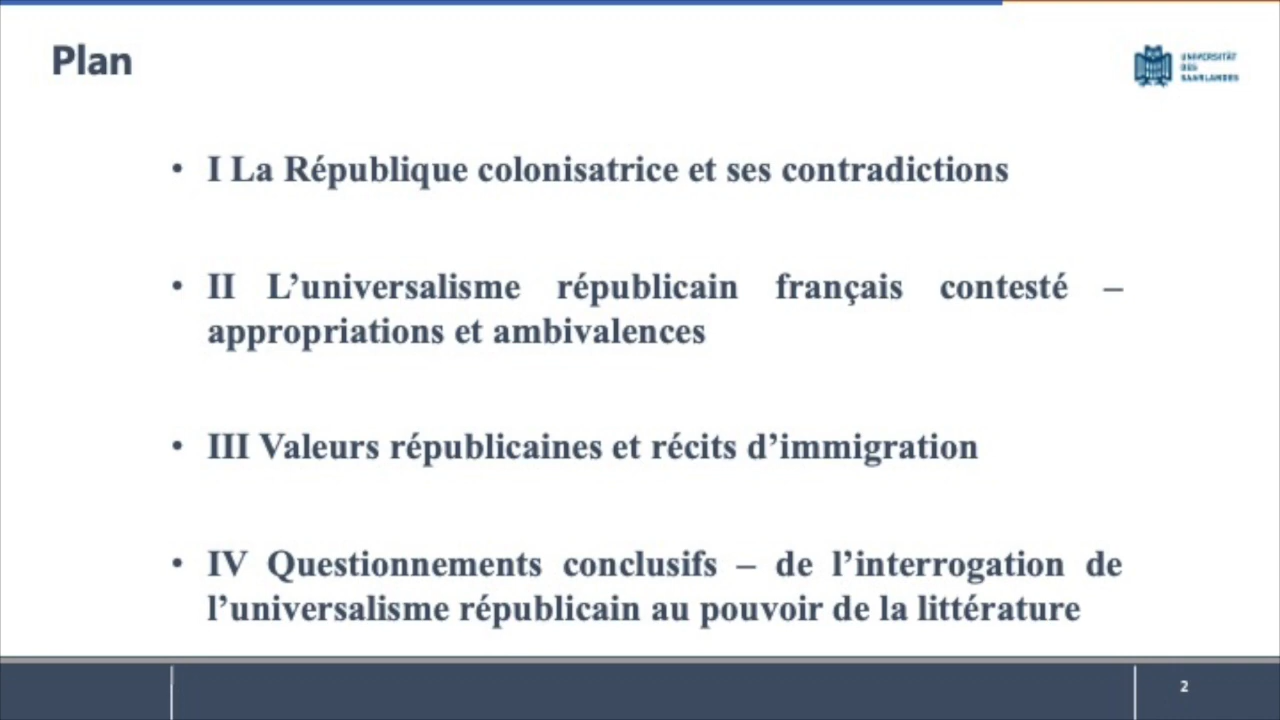 Plan
UNIVERSITÄT
DES
SAARLANDES
• I La République colonisatrice et ses contradictions
• II L’universalisme républicain français contesté –
appropriations et ambivalences
• III Valeurs républicaines et récits d’immigration
• IV Questionnements conclusifs – de l’interrogation de
l’universalisme républicain au pouvoir de la littérature
2